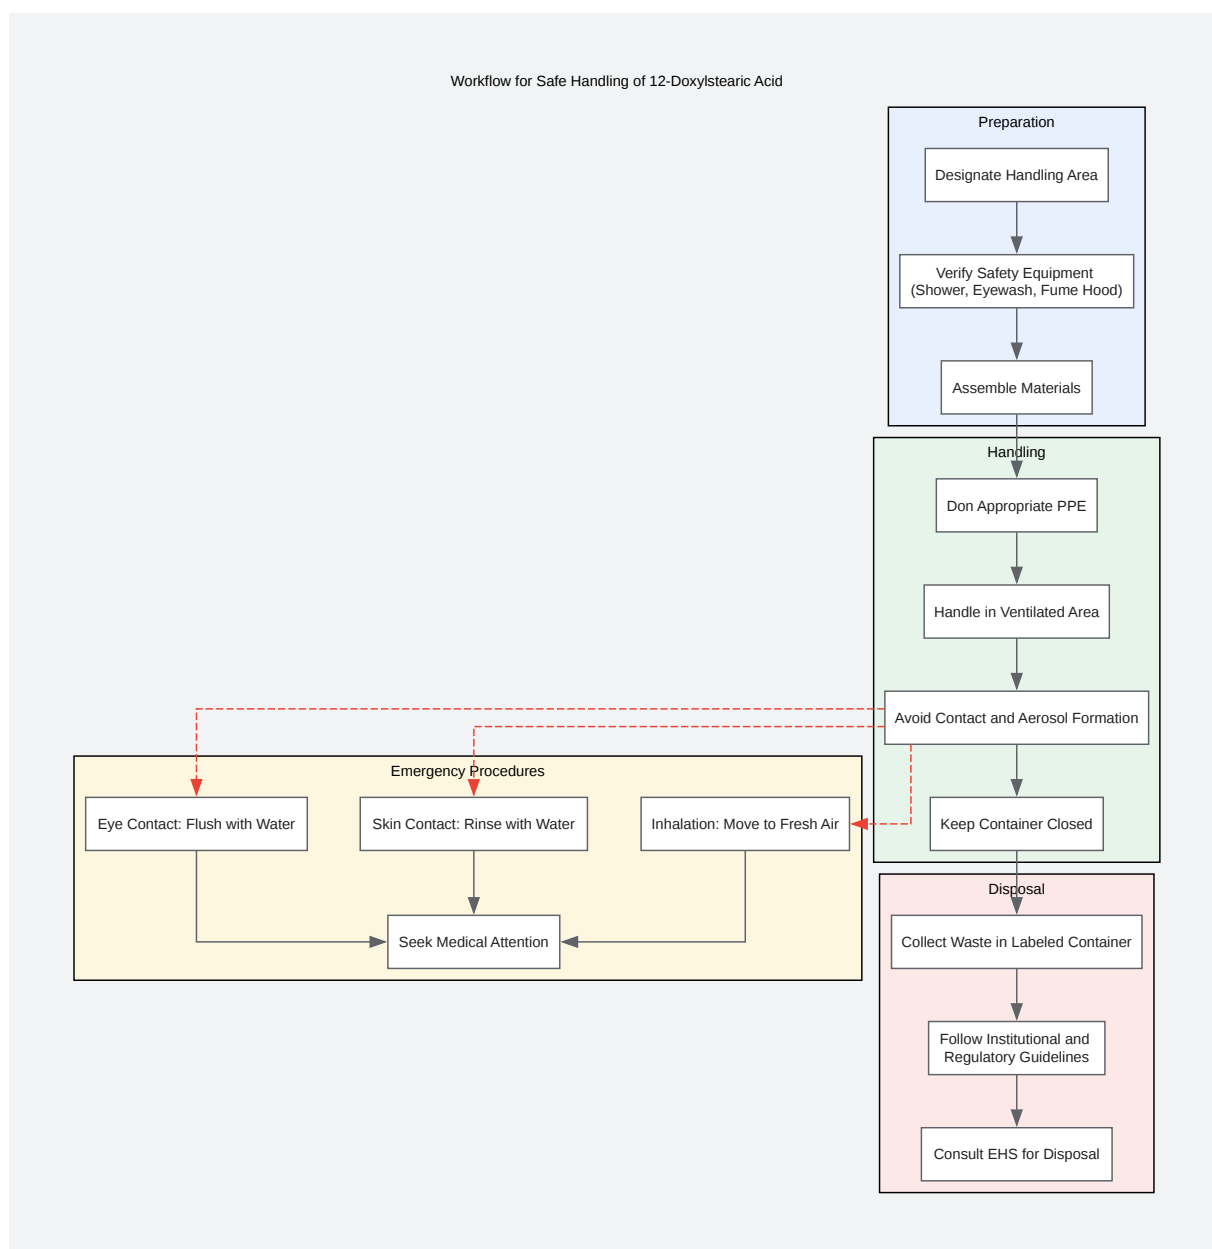 Workflow for Safe Handling of 12-Doxylstearic Acid
Preparation
Designate Handling Area
Verify Safety Equipment
(Shower, Eyewash, Fume Hood)
Assemble Materials
Handling
Don Appropriate PPE
Handle in Ventilated Area
Avoid Contact and Aerosol Formation
Keep Container Closed
Emergency Procedures
Eye Contact: Flush with Water
Skin Contact: Rinse with Water
Inhalation: Move to Fresh Air
Seek Medical Attention
Disposal
Collect Waste in Labeled Container
Follow Institutional and
Regulatory Guidelines
Consult EHS for Disposal